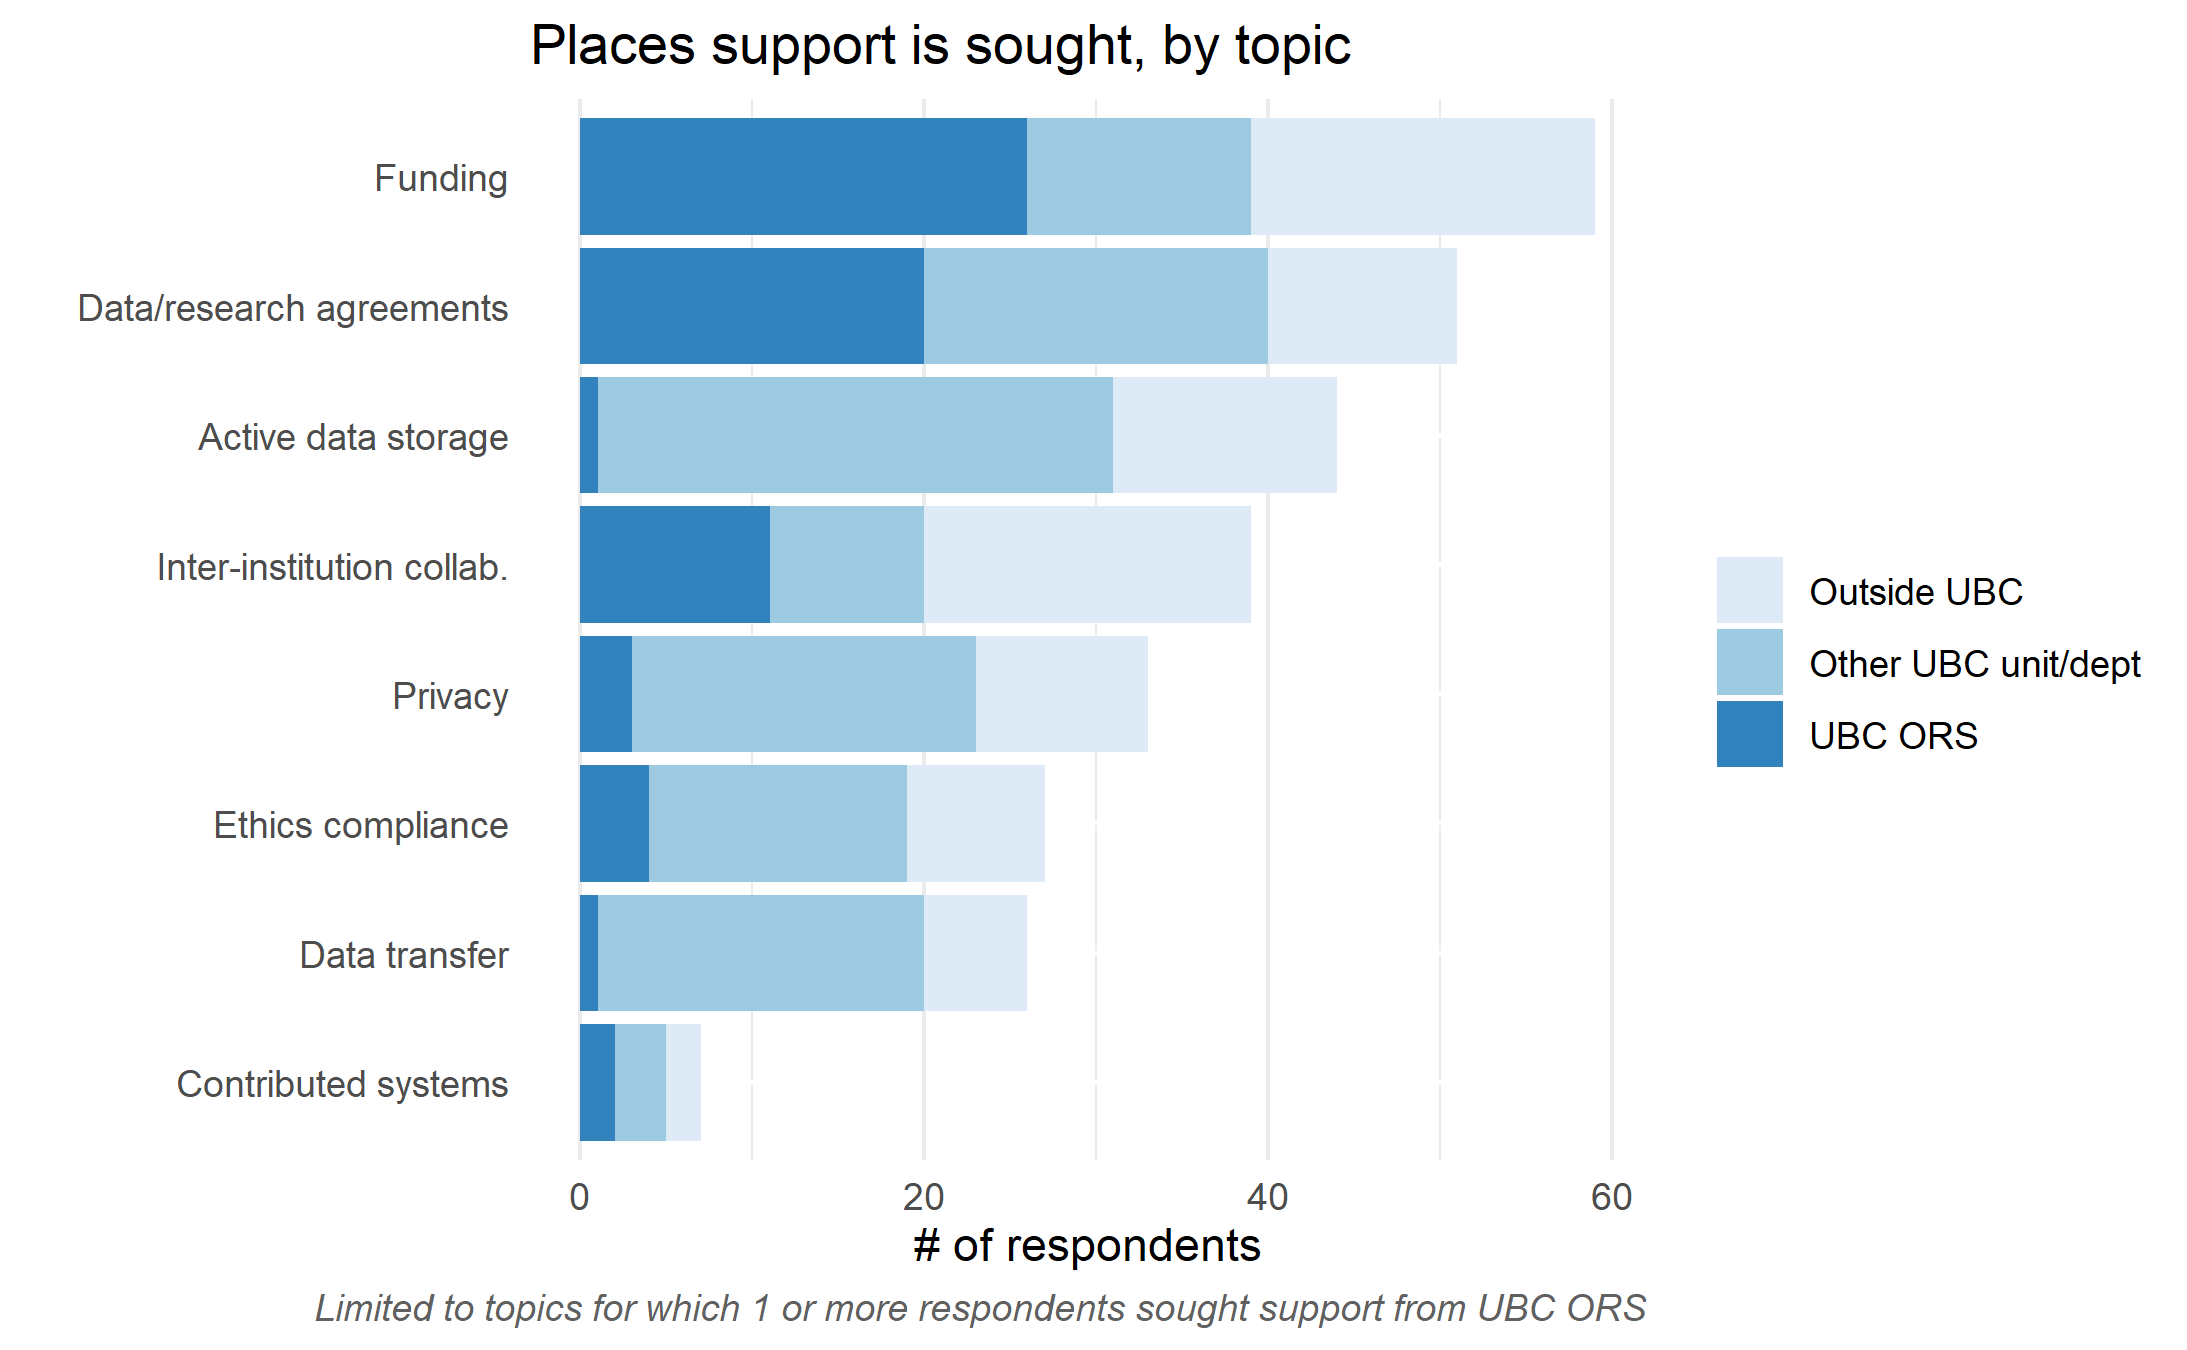 Places support is sought, by topic
Funding
Data/research agreements
Active data storage
Inter-institution collab.
Privacy
Ethics compliance
Data transfer
Contributed systems
Outside UBC
Other UBC unit/dept
UBC ORS
0 20 40 60
# of respondents
Limited to topics for which 1 or more respondents sought support from UBC ORS